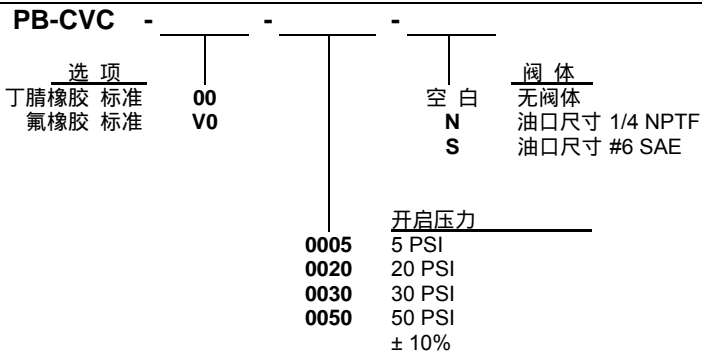 PB-CVC - - -
选 项 阀 体
丁腈橡胶 标准 00 空 白 无阀体
氟橡胶 标准 V0 N 油口尺寸 1/4 NPTF
S 油口尺寸 #6 SAE
开启压力
0005 5 PSI
0020 20 PSI
0030 30 PSI
0050 50 PSI
± 10%